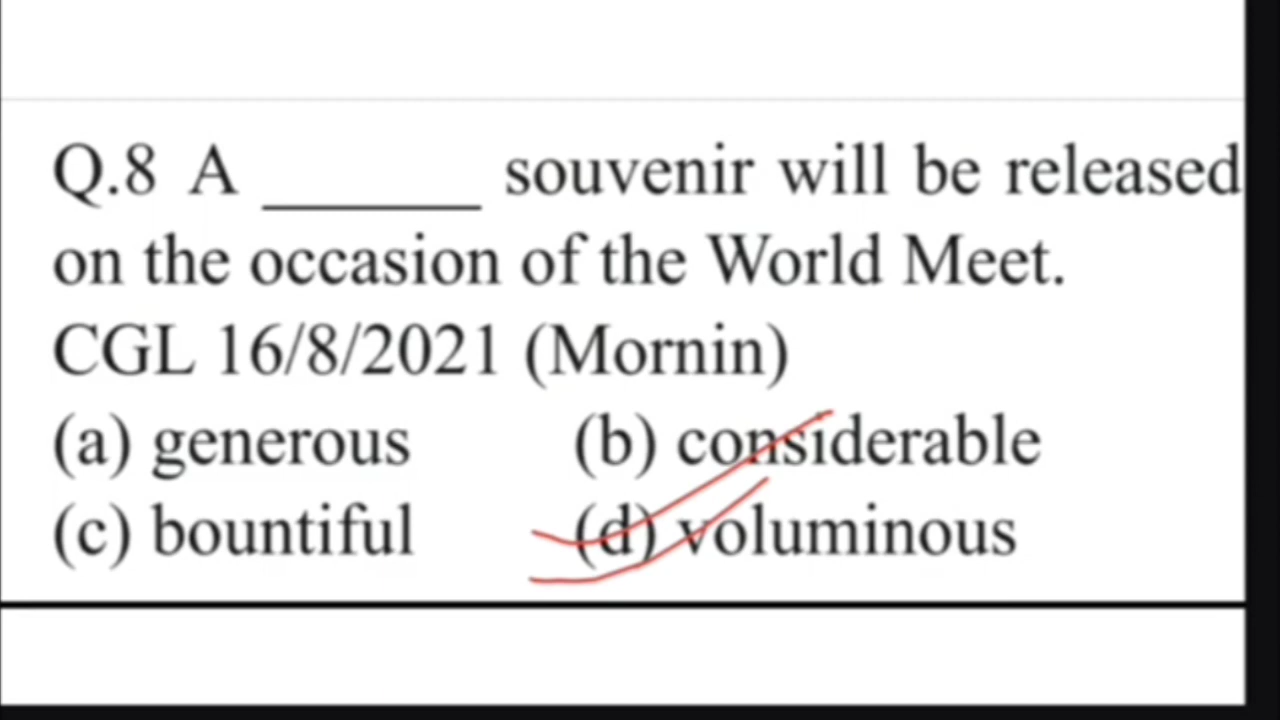 Q.8 A ______ souvenir will be released
on the occasion of the World Meet.
CGL 16/8/2021 (Mornin)
(a) generous (b) considerable
(c) bountiful (d) voluminous